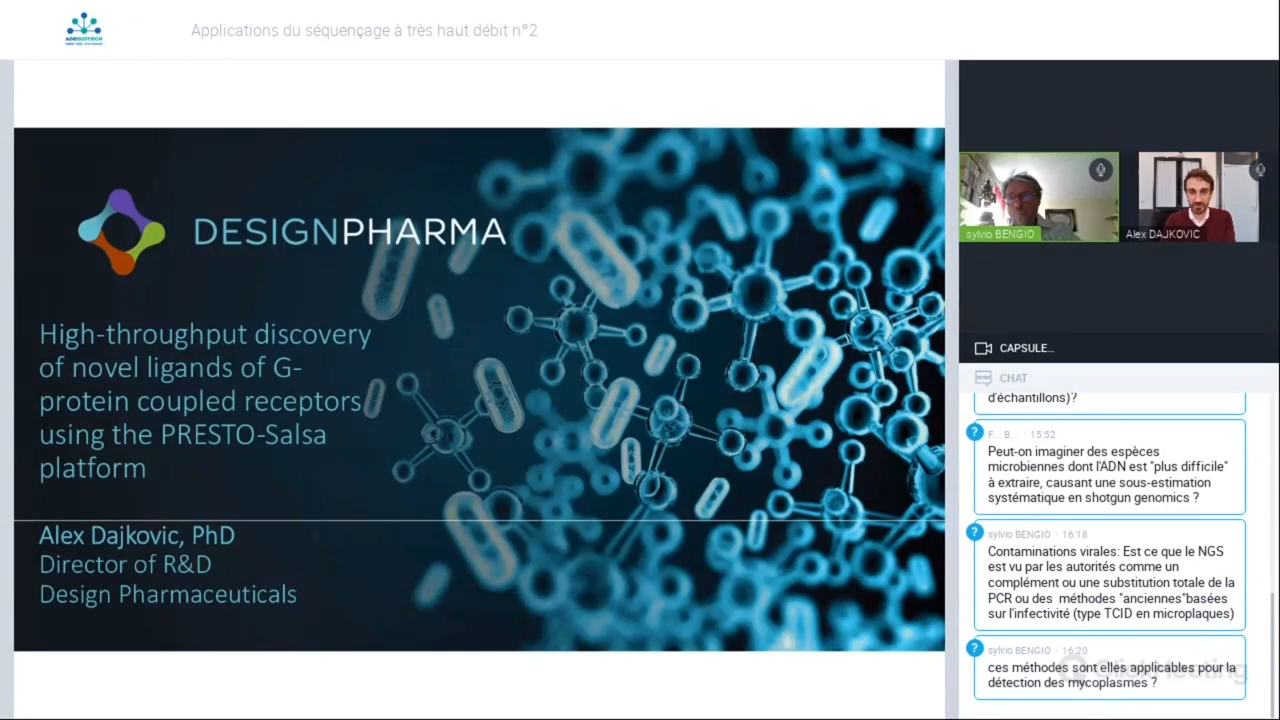 ADEBIOTECH
Applications du séquençage à très haut débit n°2
DESIGNPHARMA
High-throughput discovery
of novel ligands of G-
protein coupled receptors
using the PRESTO-Salsa
platform
Alex Dajkovic, PhD
Director of R&D
Design Pharmaceuticals
sylvio BENGIO
Alex DAJKOVIC
CAPSULE...
CHAT
d'échantillons)?
? F... B... 15:52
Peut-on imaginer des espèces
microbiennes dont l'ADN est "plus difficile"
à extraire, causant une sous-estimation
systématique en shotgun genomics ?
? sylvio BENGIO 16:18
Contaminations virales: Est ce que le NGS
est vu par les autorités comme un
complément ou une substitution totale de la
PCR ou des méthodes "anciennes"basées
sur l'infectivité (type TCID en microplaques)
? sylvio BENGIO 16:20
ces méthodes sont elles applicables pour la
détection des mycoplasmes ?
ClickMeeting